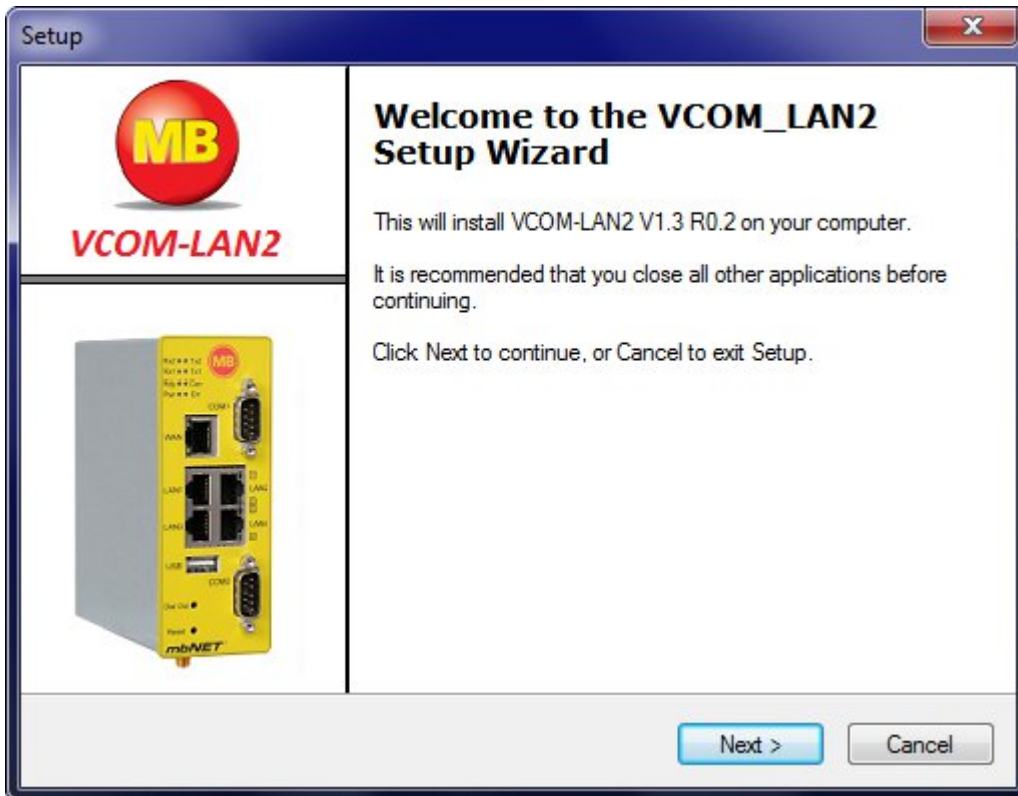 Setup
MB
VCOM-LAN2
Welcome to the VCOM_LAN2
Setup Wizard
This will install VCOM-LAN2 V1.3 R0.2 on your computer.
It is recommended that you close all other applications before
continuing.
Click Next to continue, or Cancel to exit Setup.
MB
COM1
WAN
LAN1
LAN2
LAN3
LAN4
USB
COM2
Dial Out
Reset
mbNET
Next >
Cancel